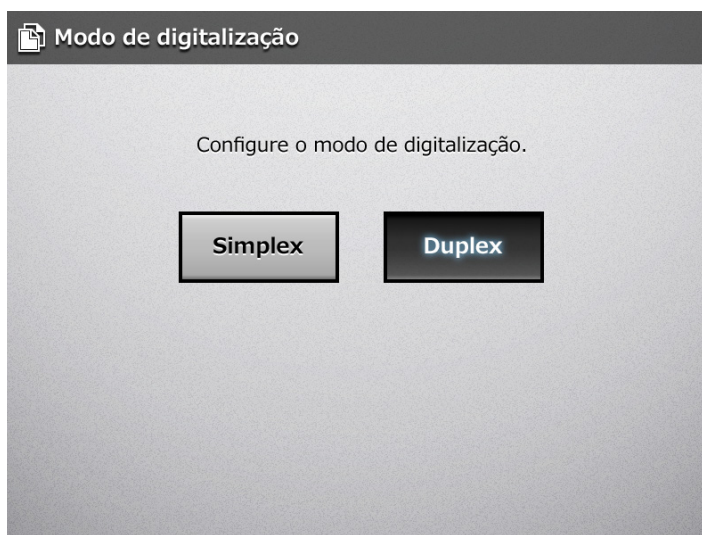 Modo de digitalização
Configure o modo de digitalização.
Simplex
Duplex